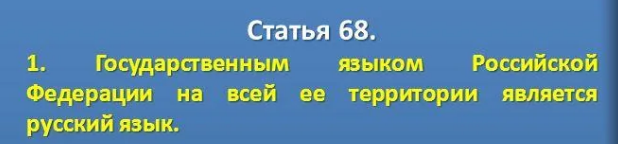 Статья 68.
1. Государственным языком Российской
Федерации на всей ее территории является
русский язык.